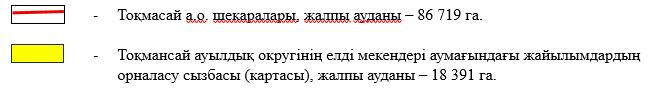 - Тоқмасай а.о. шекаралары, жалпы ауданы – 86 719 га.
- Тоқмансай ауылдық округінің елді мекендері аумағындағы жайылымдардың
орналасу сызбасы (картасы), жалпы ауданы – 18 391 га.